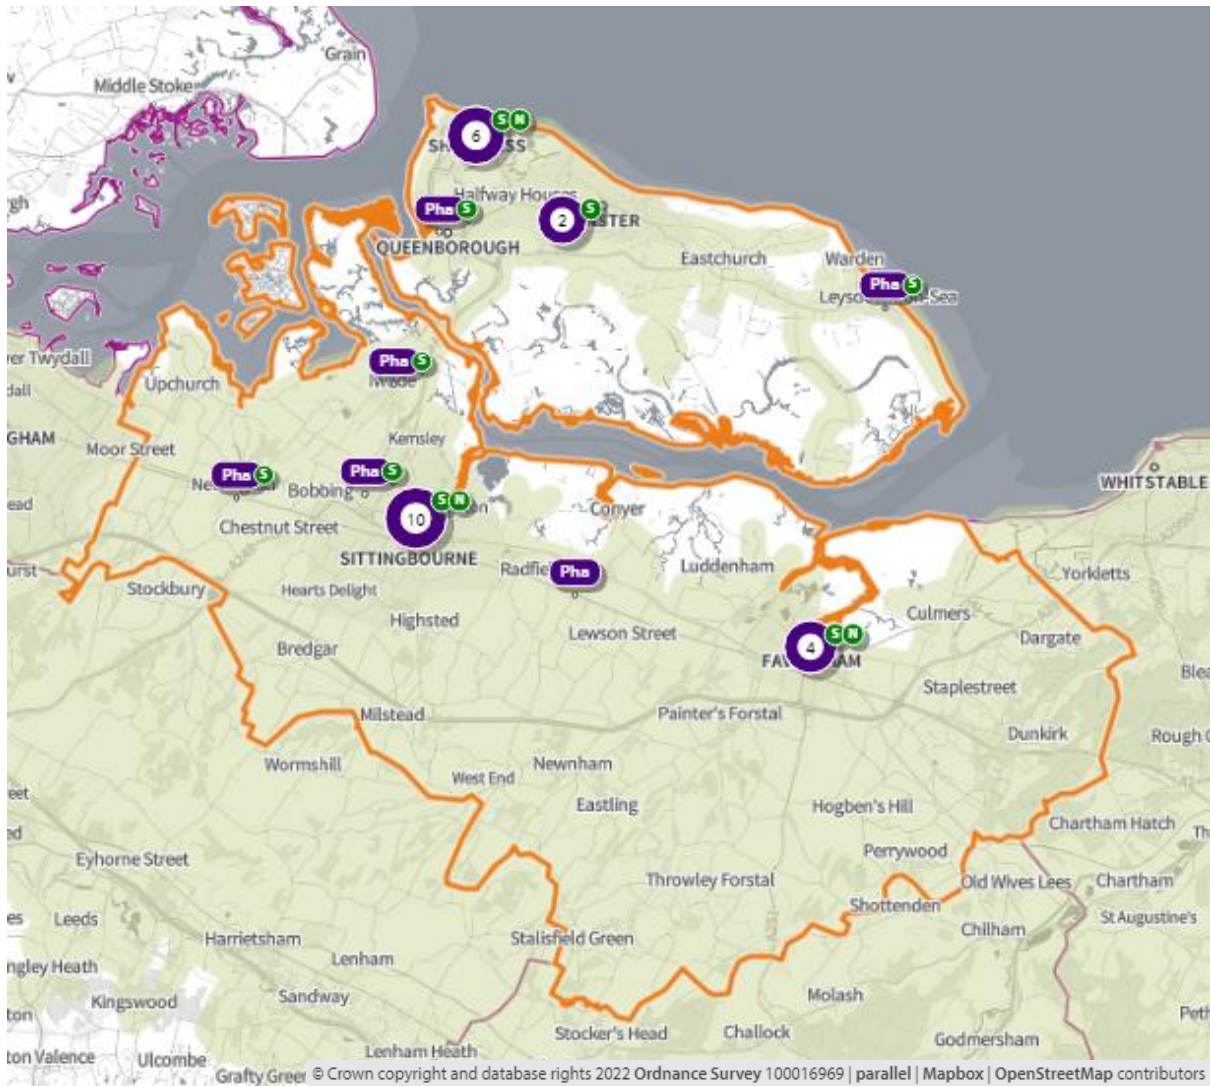 Grain
Middle Stoke
6
S N
Halfway Houses
Pha S
2
S
QUEENBOROUGH
Eastchurch
Warden
Pha S
Pha S
Upchurch
Kemsley
Moor Street
WHITSTABLE
Pha S
Pha S
Bobbing
S N
10
Conyer
Chestnut Street
SITTINGBOURNE
Pha
Luddenham
Yorkletts
Stockbury
Hearts Delight
Highsted
Lewson Street
Culmers
4
S N
Dargate
Bredgar
Staplestreet
Milstead
Painter's Forstal
Dunkirk
Wormshill
West End
Newnham
Eastling
Hogben's Hill
Chartham Hatch
Perrywood
Eyhorne Street
Throwley Forstal
Old Wives Lees
Chartham
Shottenden
St Augustine's
Leeds
Harrietsham
Stalisfield Green
A251
Chilham
Lenham
Kingswood
Sandway
Molash
Stocker's Head
Challock
Godmersham
Ulcombe
Lenham Heath
© Crown copyright and database rights 2022 Ordnance Survey 100016969 | parallel | Mapbox | OpenStreetMap contributors